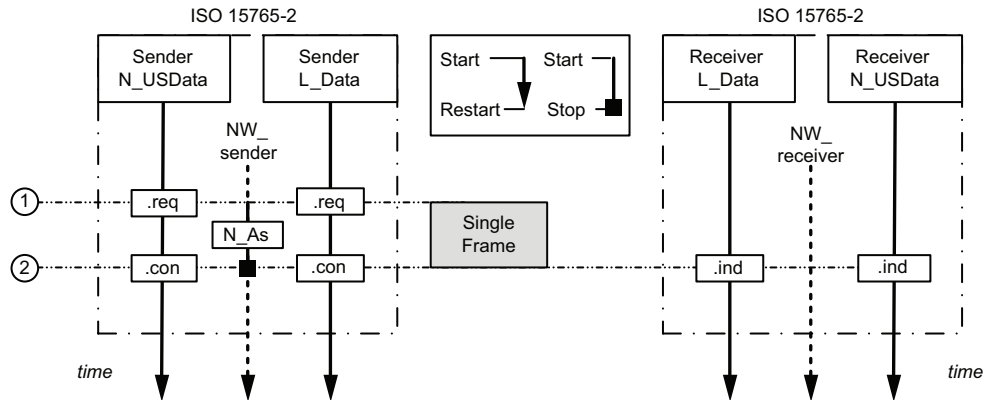 ISO 15765-2
ISO 15765-2
Sender
N_USData
Sender
L_Data
Start
Start
Restart
Stop
Receiver
L_Data
Receiver
N_USData
NW_
sender
NW_
receiver
1
.req
.req
N_As
Single
Frame
2
.con
.con
.ind
.ind
time
time